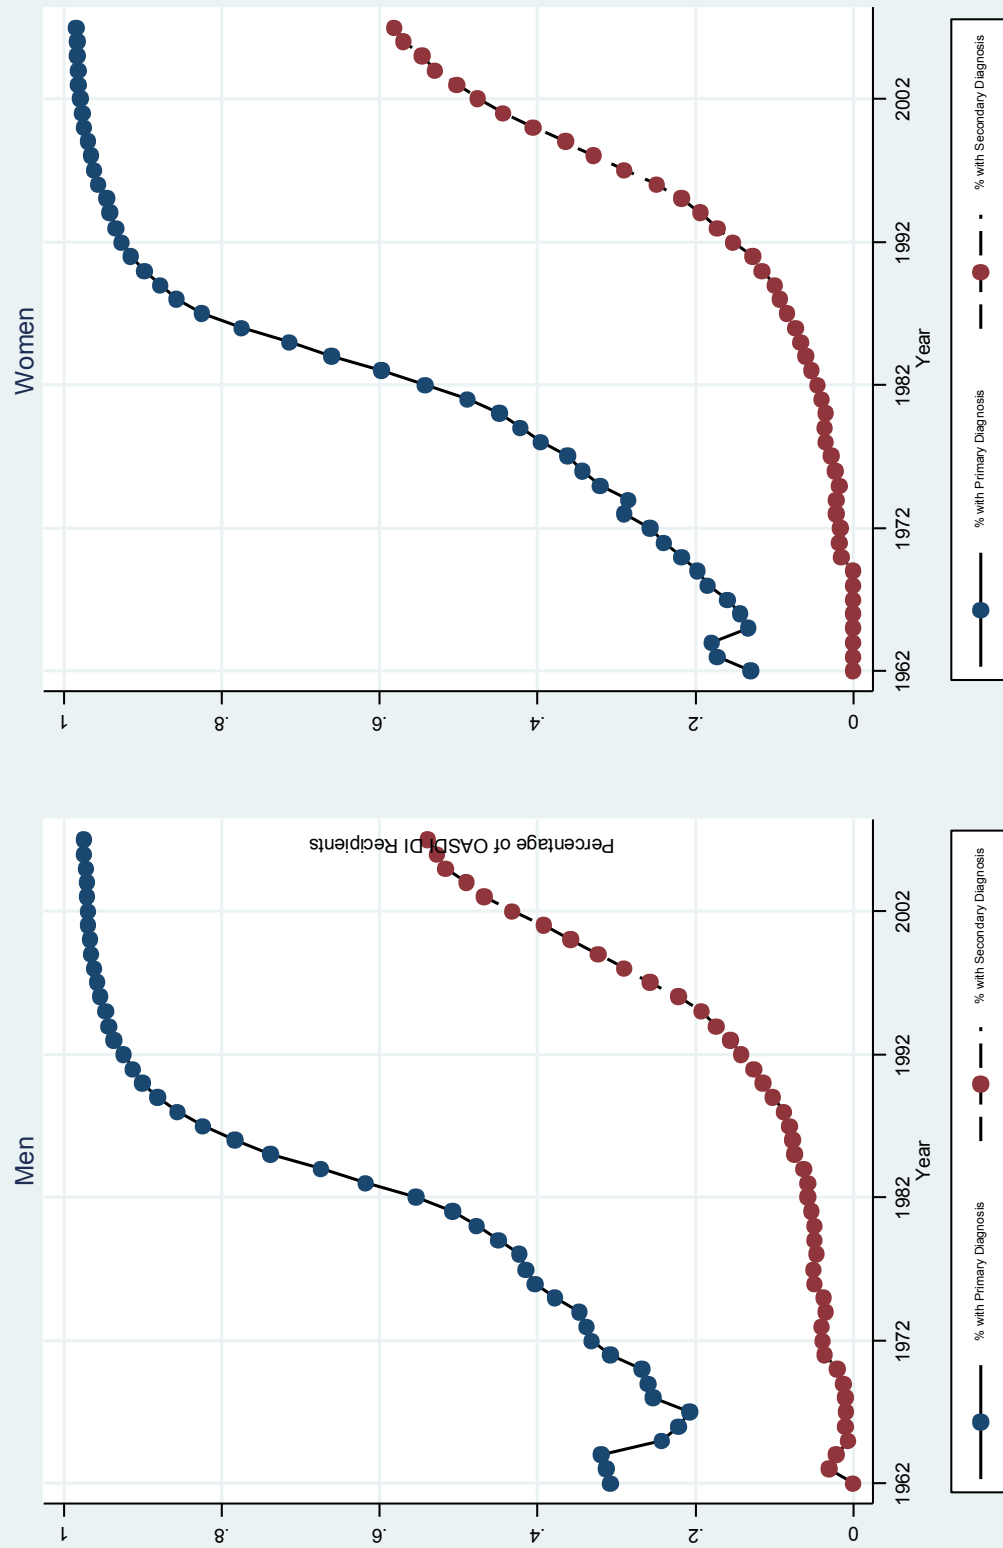 Men
Percentage of OASDI DI Recipients
1
.8
.6
.4
.2
0
1962
1972
1982
1992
2002
Year
% with Primary Diagnosis
% with Secondary Diagnosis
Women
1
.8
.6
.4
.2
0
1962
1972
1982
1992
2002
Year
% with Primary Diagnosis
% with Secondary Diagnosis